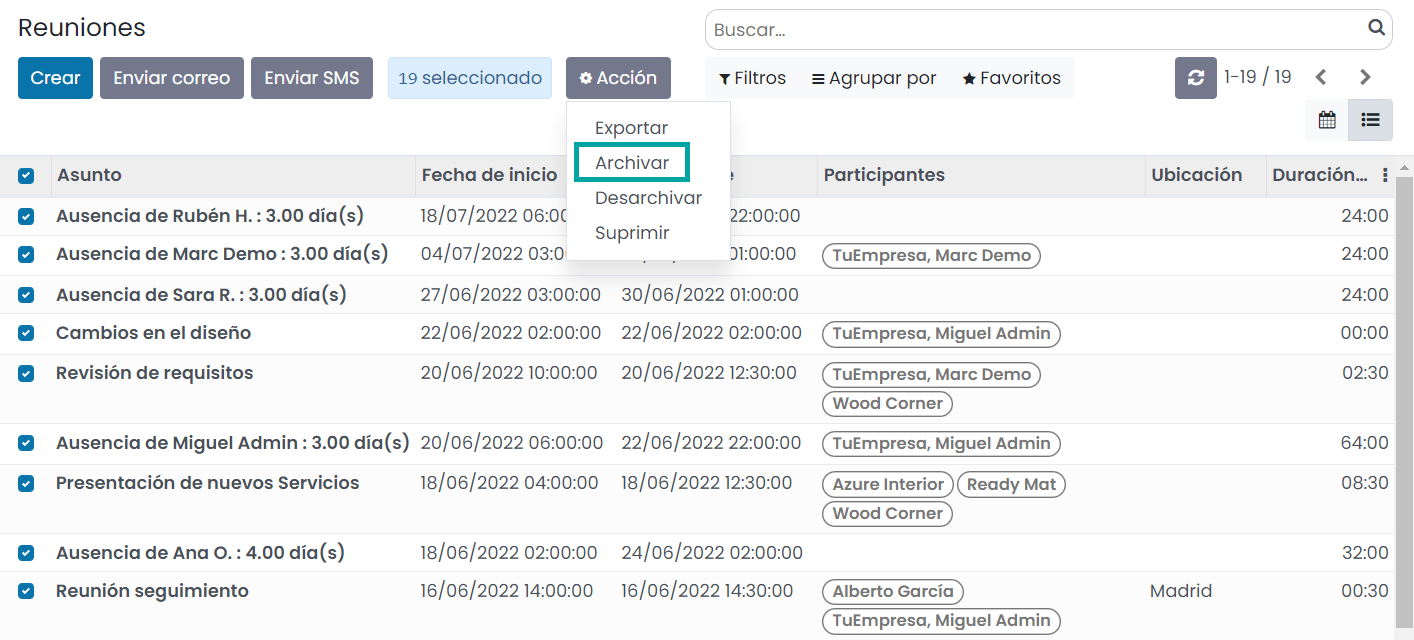 Reuniones
Buscar...
Crear Enviar correo Enviar SMS 19 seleccionado Acción Filtros Agrupar por Favoritos 1-19 / 19
Exportar
Archivar
Desarchivar
Suprimir
Asunto Fecha de inicio Participantes Ubicación Duración...
Ausencia de Rubén H. : 3.00 día(s) 18/07/2022 06:00 22:00:00 24:00
Ausencia de Marc Demo : 3.00 día(s) 04/07/2022 03:0 01:00:00 TuEmpresa, Marc Demo 24:00
Ausencia de Sara R. : 3.00 día(s) 27/06/2022 03:00:00 30/06/2022 01:00:00 24:00
Cambios en el diseño 22/06/2022 02:00:00 22/06/2022 02:00:00 TuEmpresa, Miguel Admin 00:00
Revisión de requisitos 20/06/2022 10:00:00 20/06/2022 12:30:00 TuEmpresa, Marc Demo 02:30
Wood Corner
Ausencia de Miguel Admin : 3.00 día(s) 20/06/2022 06:00:00 22/06/2022 22:00:00 TuEmpresa, Miguel Admin 64:00
Presentación de nuevos Servicios 18/06/2022 04:00:00 18/06/2022 12:30:00 Azure Interior Ready Mat 08:30
Wood Corner
Ausencia de Ana O. : 4.00 día(s) 18/06/2022 02:00:00 24/06/2022 02:00:00 32:00
Reunión seguimiento 16/06/2022 14:00:00 16/06/2022 14:30:00 Alberto García Madrid 00:30
TuEmpresa, Miguel Admin